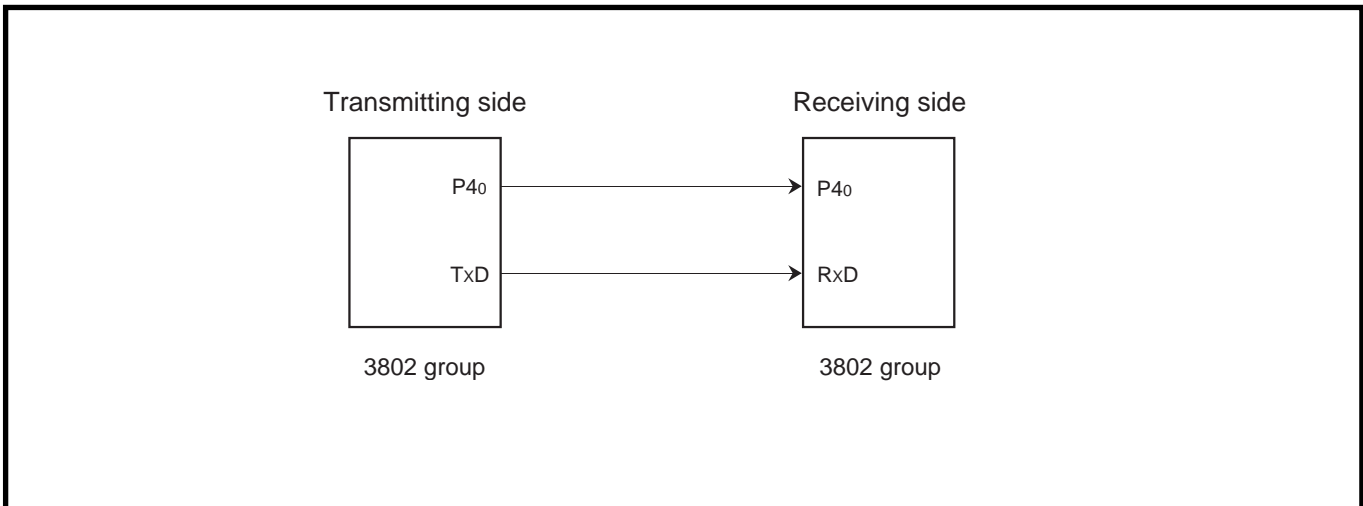 Transmitting side
Receiving side
P40
P40
TxD
RxD
3802 group
3802 group